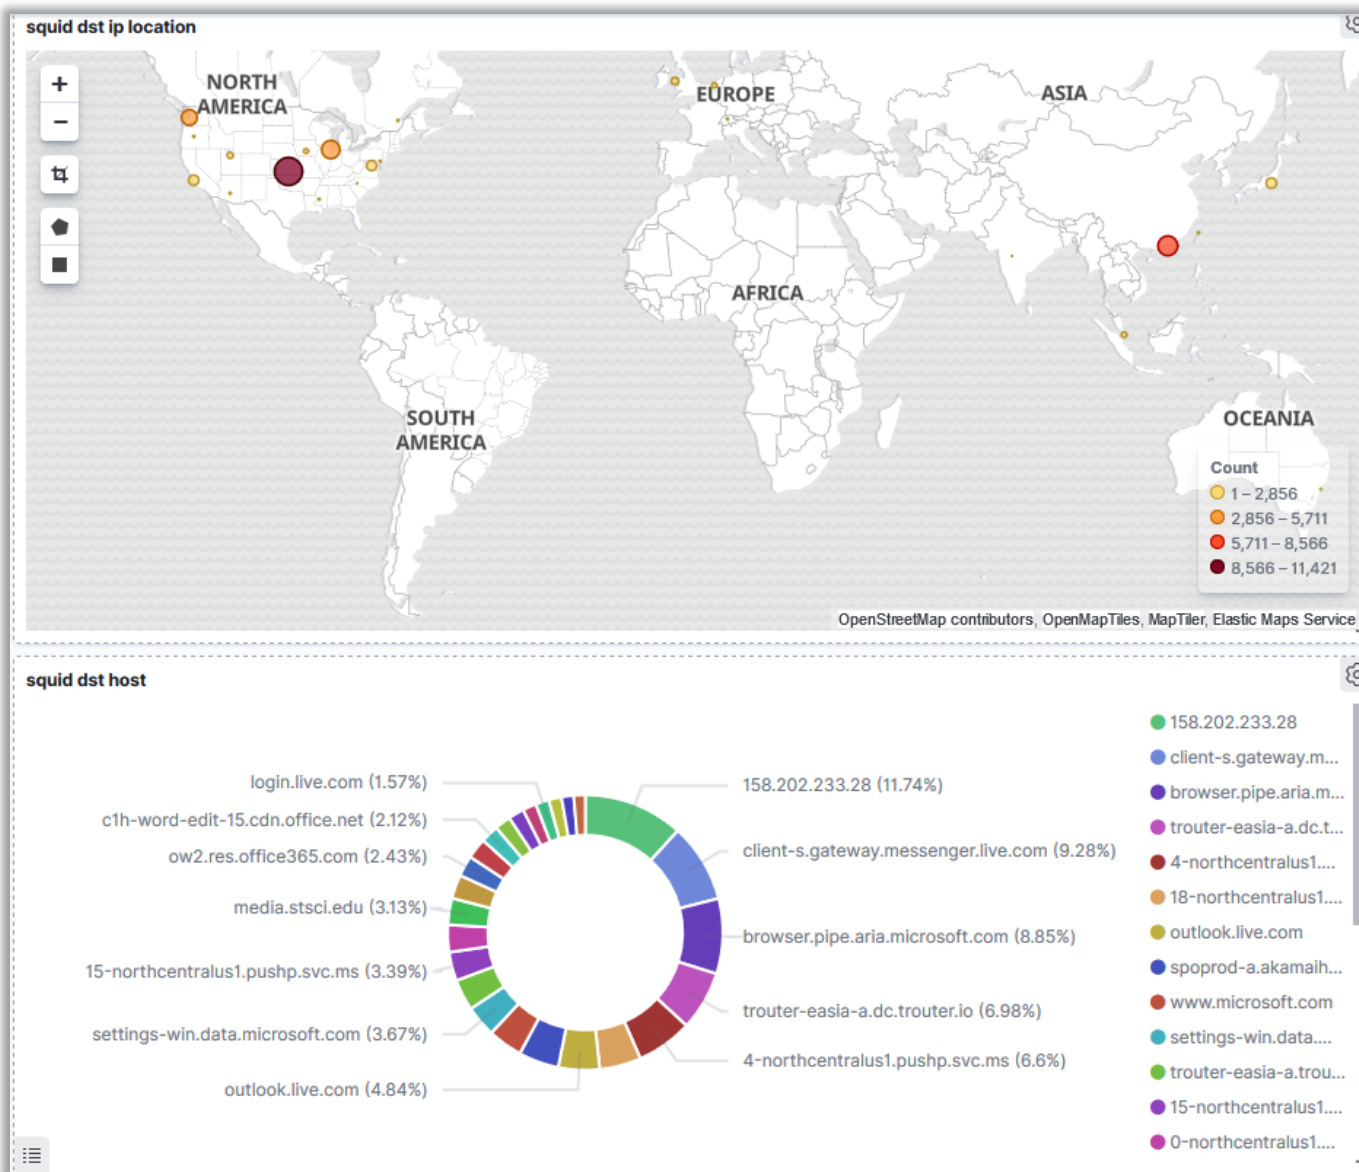 squid dst ip location
NORTH
AMERICA
EUROPE
ASIA
AFRICA
SOUTH
AMERICA
OCEANIA
Count
1 – 2,856
2,856 – 5,711
5,711 – 8,566
8,566 – 11,421
OpenStreetMap contributors, OpenMapTiles, MapTiler, Elastic Maps Service
squid dst host
login.live.com (1.57%)
c1h-word-edit-15.cdn.office.net (2.12%)
ow2.res.office365.com (2.43%)
media.stsci.edu (3.13%)
15-northcentralus1.pushp.svc.ms (3.39%)
settings-win.data.microsoft.com (3.67%)
outlook.live.com (4.84%)
158.202.233.28 (11.74%)
client-s.gateway.messenger.live.com (9.28%)
browser.pipe.aria.microsoft.com (8.85%)
trouter-easia-a.dc.trouter.io (6.98%)
4-northcentralus1.pushp.svc.ms (6.6%)
158.202.233.28
client-s.gateway.m...
browser.pipe.aria.m...
trouter-easia-a.dc.t...
4-northcentralus1....
18-northcentralus1....
outlook.live.com
spoprod-a.akamaih...
www.microsoft.com
settings-win.data....
trouter-easia-a.trou...
15-northcentralus1....
0-northcentralus1....